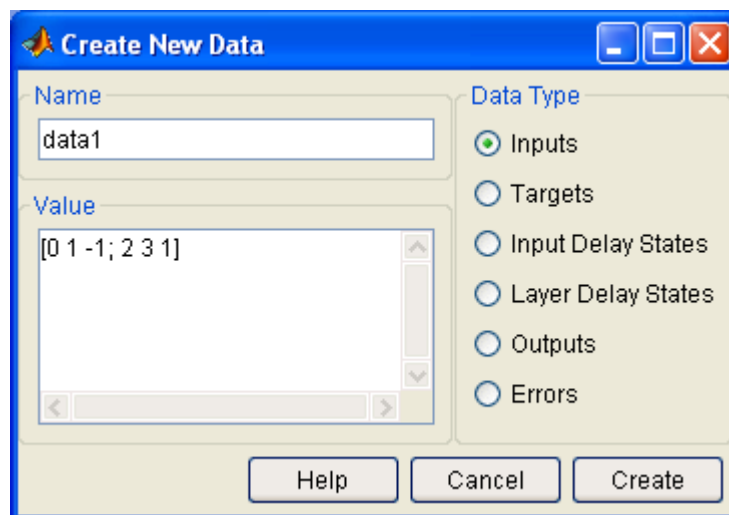 Create New Data
Name
data1
Value
[0 1 -1; 2 3 1]
Data Type
Inputs
Targets
Input Delay States
Layer Delay States
Outputs
Errors
Help Cancel Create